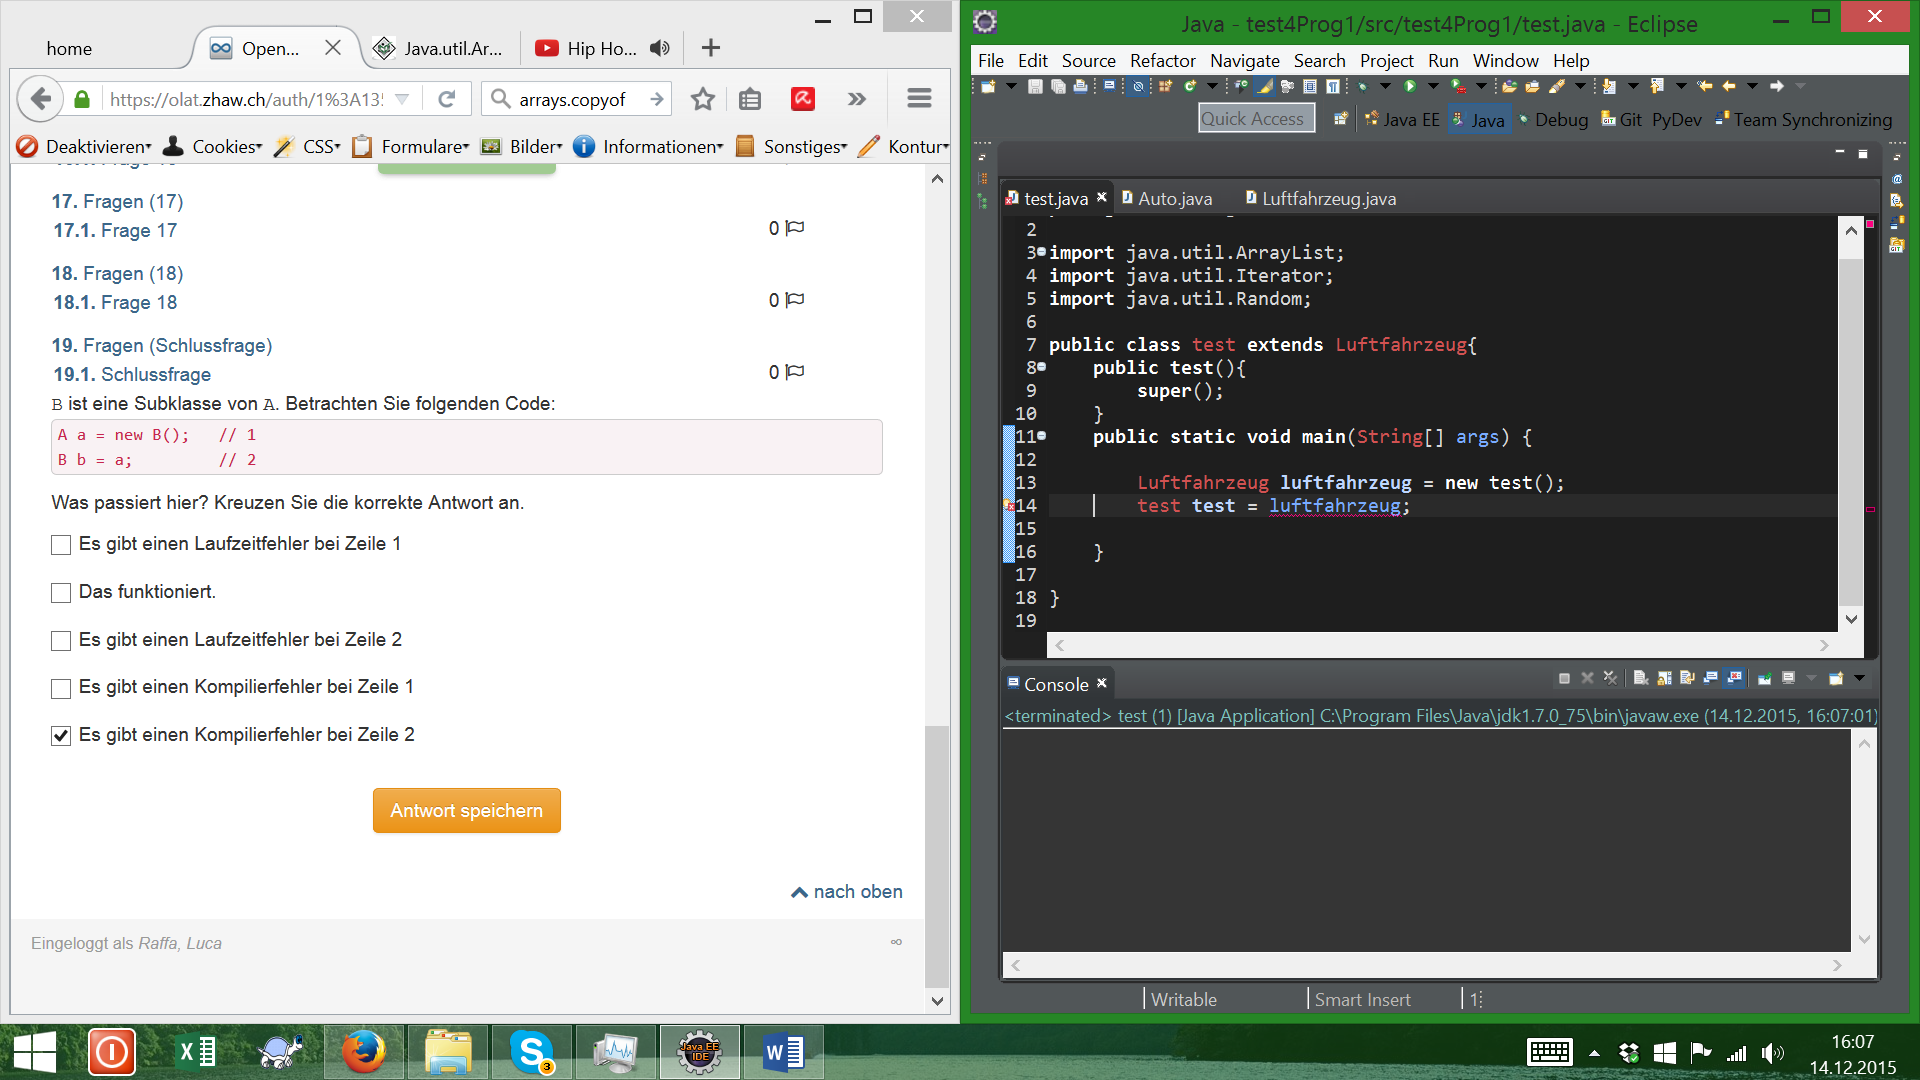 home
Open...
Java.util.Ar...
Hip Ho...
https://olat.zhaw.ch/auth/1%3A13
arrays.copyof
Deaktivieren
Cookies
CSS
Formulare
Bilder
Informationen
Sonstiges
Kontur
17. Fragen (17)
17.1. Frage 17
0
18. Fragen (18)
18.1. Frage 18
0
19. Fragen (Schlussfrage)
19.1. Schlussfrage
0
B ist eine Subklasse von A. Betrachten Sie folgenden Code:
A a = new B();   // 1
B b = a;         // 2
Was passiert hier? Kreuzen Sie die korrekte Antwort an.
Es gibt einen Laufzeitfehler bei Zeile 1
Das funktioniert.
Es gibt einen Laufzeitfehler bei Zeile 2
Es gibt einen Kompilierfehler bei Zeile 1
Es gibt einen Kompilierfehler bei Zeile 2
Antwort speichern
nach oben
Eingeloggt als Raffa, Luca
∞
Java - test4Prog1/src/test4Prog1/test.java - Eclipse
File Edit Source Refactor Navigate Search Project Run Window Help
Quick Access
Java EE
Java
Debug
Git
PyDev
Team Synchronizing
test.java
Auto.java
Luftfahrzeug.java
2
3 import java.util.ArrayList;
4 import java.util.Iterator;
5 import java.util.Random;
6
7 public class test extends Luftfahrzeug{
8     public test(){
9         super();
10     }
11     public static void main(String[] args) {
12
13         Luftfahrzeug luftfahrzeug = new test();
14         test test = luftfahrzeug;
15
16     }
17
18 }
19
Console
<terminated> test (1) [Java Application] C:\Program Files\Java\jdk1.7.0_75\bin\javaw.exe (14.12.2015, 16:07:01)
Writable
Smart Insert
1
3
Java EE
IDE
16:07
14.12.2015